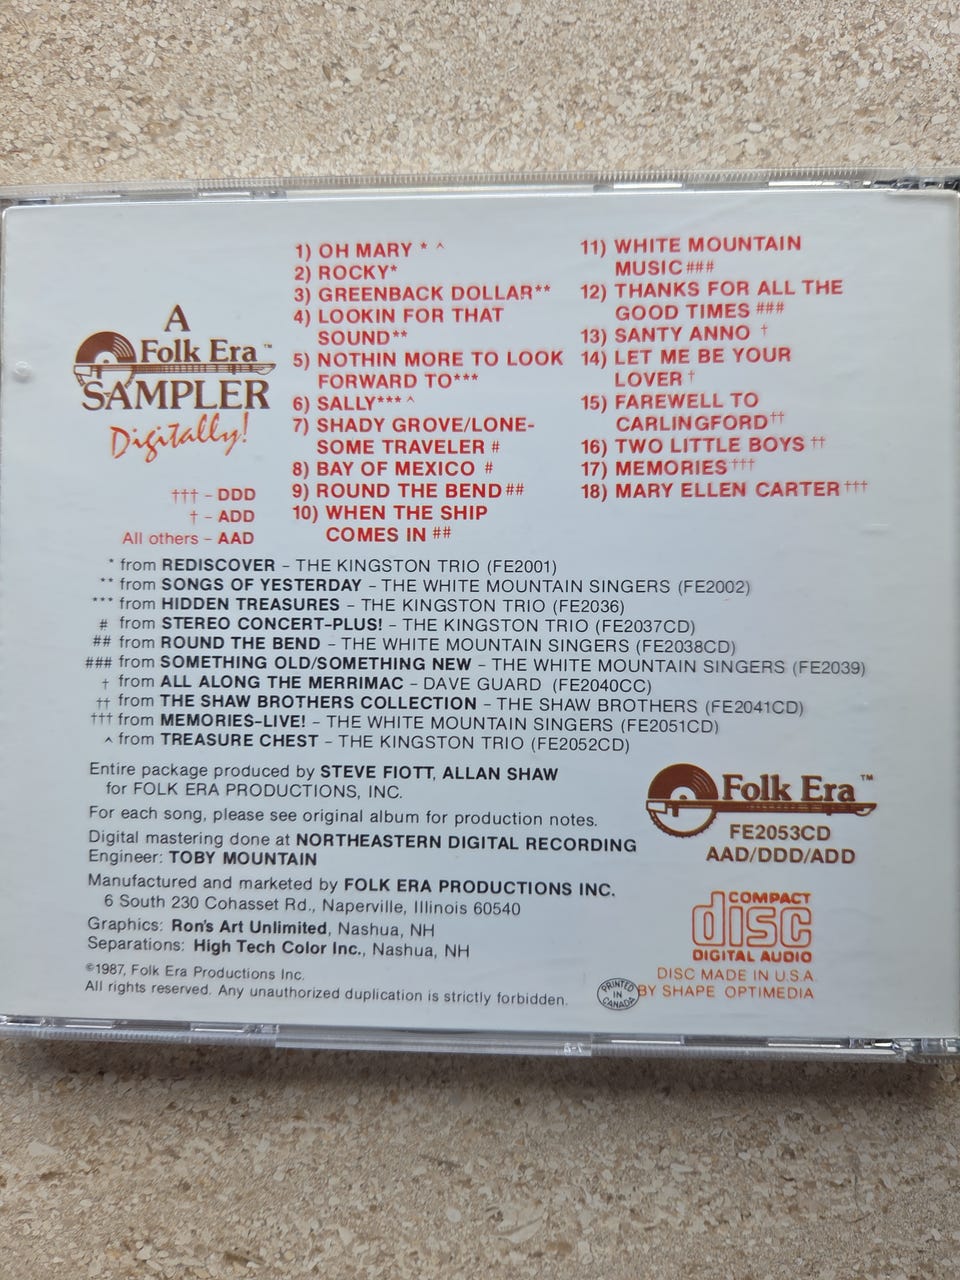 A
Folk Era™
SAMPLER
Digitally!
††† – DDD
† – ADD
All others – AAD
1) OH MARY * ^
2) ROCKY*
3) GREENBACK DOLLAR**
4) LOOKIN FOR THAT
SOUND**
5) NOTHIN MORE TO LOOK
FORWARD TO***
6) SALLY*** ^
7) SHADY GROVE/LONE-
SOME TRAVELER #
8) BAY OF MEXICO #
9) ROUND THE BEND ##
10) WHEN THE SHIP
COMES IN ##
11) WHITE MOUNTAIN
MUSIC ###
12) THANKS FOR ALL THE
GOOD TIMES ###
13) SANTY ANNO †
14) LET ME BE YOUR
LOVER †
15) FAREWELL TO
CARLINGFORD††
16) TWO LITTLE BOYS ††
17) MEMORIES†††
18) MARY ELLEN CARTER†††
* from REDISCOVER – THE KINGSTON TRIO (FE2001)
** from SONGS OF YESTERDAY – THE WHITE MOUNTAIN SINGERS (FE2002)
*** from HIDDEN TREASURES – THE KINGSTON TRIO (FE2036)
# from STEREO CONCERT–PLUS! – THE KINGSTON TRIO (FE2037CD)
## from ROUND THE BEND – THE WHITE MOUNTAIN SINGERS (FE2038CD)
### from SOMETHING OLD/SOMETHING NEW – THE WHITE MOUNTAIN SINGERS (FE2039)
† from ALL ALONG THE MERRIMAC – DAVE GUARD (FE2040CC)
†† from THE SHAW BROTHERS COLLECTION – THE SHAW BROTHERS (FE2041CD)
††† from MEMORIES–LIVE! – THE WHITE MOUNTAIN SINGERS (FE2051CD)
^ from TREASURE CHEST – THE KINGSTON TRIO (FE2052CD)
Entire package produced by STEVE FIOTT, ALLAN SHAW
for FOLK ERA PRODUCTIONS, INC.
For each song, please see original album for production notes.
Digital mastering done at NORTHEASTERN DIGITAL RECORDING
Engineer: TOBY MOUNTAIN
Manufactured and marketed by FOLK ERA PRODUCTIONS INC.
6 South 230 Cohasset Rd., Naperville, Illinois 60540
Graphics: Ron's Art Unlimited, Nashua, NH
Separations: High Tech Color Inc., Nashua, NH
©1987, Folk Era Productions Inc.
All rights reserved. Any unauthorized duplication is strictly forbidden.
Folk Era™
FE2053CD
AAD/DDD/ADD
COMPACT
disc
DIGITAL AUDIO
DISC MADE IN U.S.A.
BY SHAPE OPTIMEDIA
PRINTED
IN
CANADA